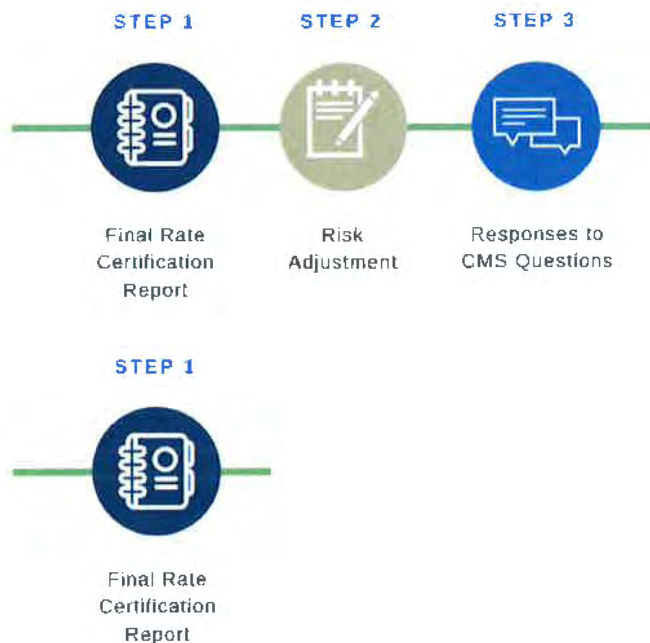 STEP 1
STEP 2
STEP 3
Final Rate
Certification
Report
Risk
Adjustment
Responses to
CMS Questions
STEP 1
Final Rate
Certification
Report